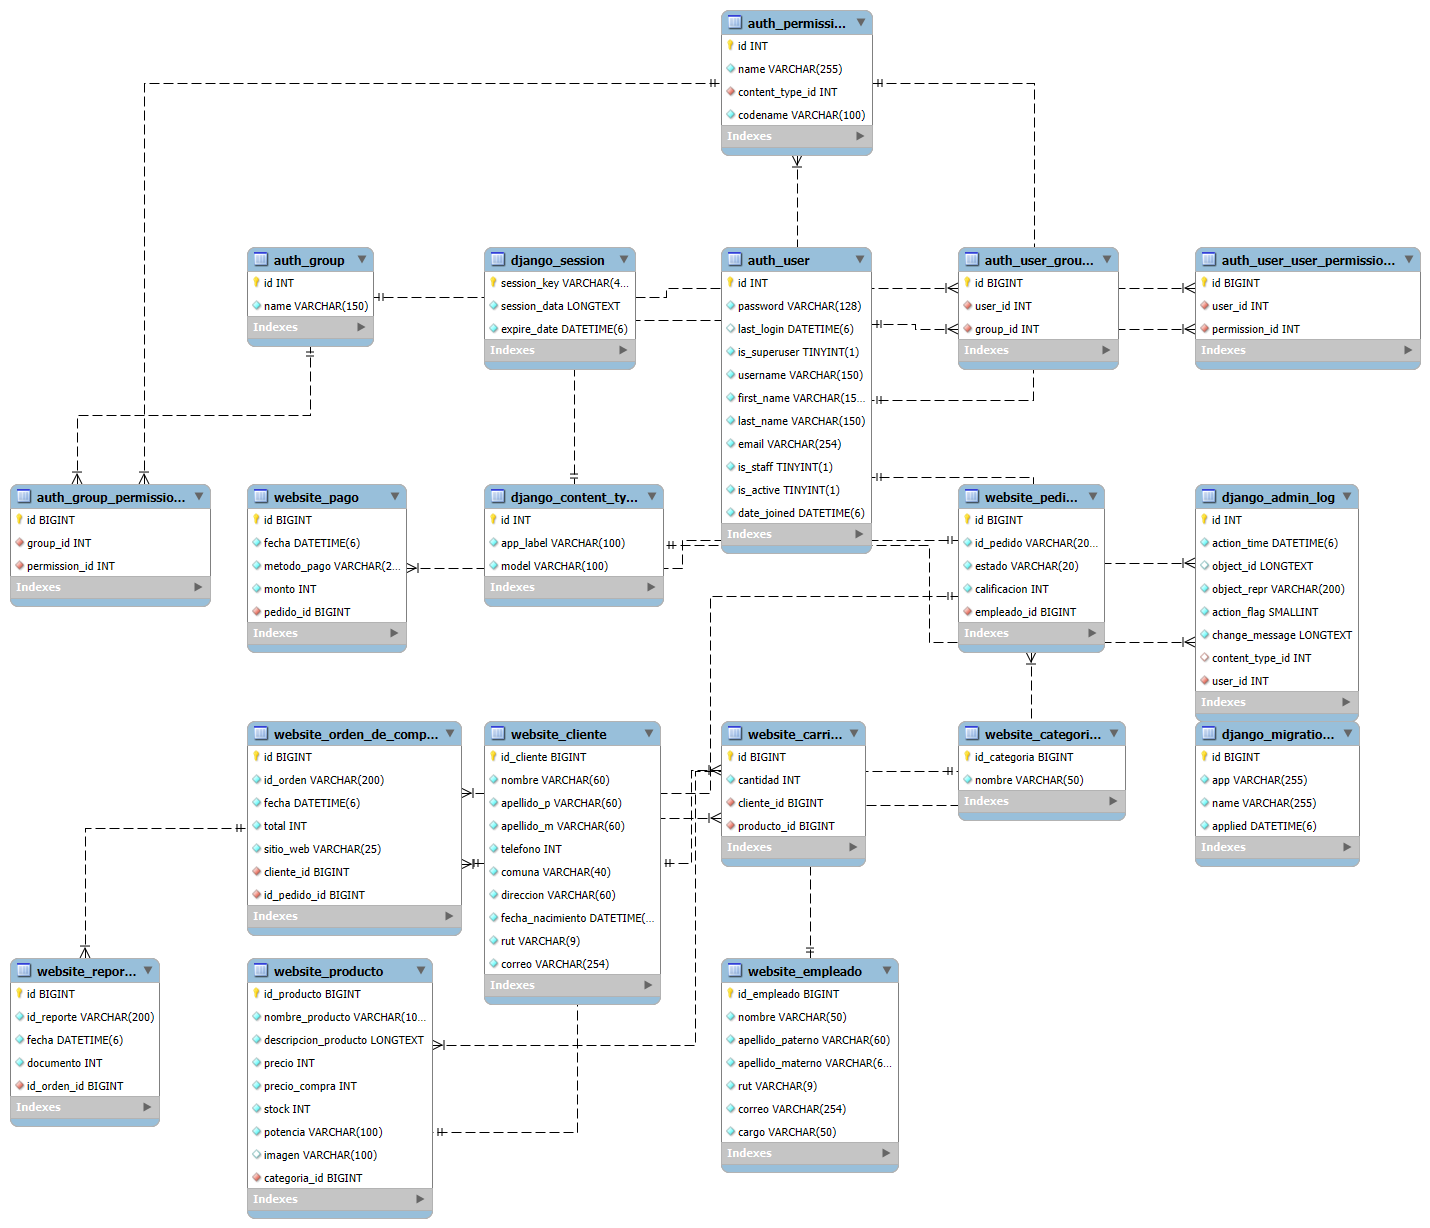 auth_permissi...
id INT
name VARCHAR(255)
content_type_id INT
codename VARCHAR(100)
Indexes
auth_group
id INT
name VARCHAR(150)
Indexes
django_session
session_key VARCHAR(4...
session_data LONGTEXT
expire_date DATETIME(6)
Indexes
auth_user
id INT
password VARCHAR(128)
last_login DATETIME(6)
is_superuser TINYINT(1)
username VARCHAR(150)
first_name VARCHAR(15...
last_name VARCHAR(150)
email VARCHAR(254)
is_staff TINYINT(1)
is_active TINYINT(1)
date_joined DATETIME(6)
Indexes
auth_user_grou...
id BIGINT
user_id INT
group_id INT
Indexes
auth_user_user_permissio...
id BIGINT
user_id INT
permission_id INT
Indexes
auth_group_permissio...
id BIGINT
group_id INT
permission_id INT
Indexes
website_pago
id BIGINT
fecha DATETIME(6)
metodo_pago VARCHAR(2...
monto INT
pedido_id BIGINT
Indexes
django_content_ty...
id INT
app_label VARCHAR(100)
model VARCHAR(100)
Indexes
website_pedi...
id BIGINT
id_pedido VARCHAR(20...
estado VARCHAR(20)
calificacion INT
empleado_id BIGINT
Indexes
django_admin_log
id INT
action_time DATETIME(6)
object_id LONGTEXT
object_repr VARCHAR(200)
action_flag SMALLINT
change_message LONGTEXT
content_type_id INT
user_id INT
Indexes
website_orden_de_comp...
id BIGINT
id_orden VARCHAR(200)
fecha DATETIME(6)
total INT
sitio_web VARCHAR(25)
cliente_id BIGINT
id_pedido_id BIGINT
Indexes
website_cliente
id_cliente BIGINT
nombre VARCHAR(60)
apellido_p VARCHAR(60)
apellido_m VARCHAR(60)
telefono INT
comuna VARCHAR(40)
direccion VARCHAR(60)
fecha_nacimiento DATETIME(...
rut VARCHAR(9)
correo VARCHAR(254)
Indexes
website_carri...
id BIGINT
cantidad INT
cliente_id BIGINT
producto_id BIGINT
Indexes
website_categori...
id_categoria BIGINT
nombre VARCHAR(50)
Indexes
django_migratio...
id BIGINT
app VARCHAR(255)
name VARCHAR(255)
applied DATETIME(6)
Indexes
website_repor...
id BIGINT
id_reporte VARCHAR(200)
fecha DATETIME(6)
documento INT
id_orden_id BIGINT
Indexes
website_producto
id_producto BIGINT
nombre_producto VARCHAR(10...
descripcion_producto LONGTEXT
precio INT
precio_compra INT
stock INT
potencia VARCHAR(100)
imagen VARCHAR(100)
categoria_id BIGINT
Indexes
website_empleado
id_empleado BIGINT
nombre VARCHAR(50)
apellido_paterno VARCHAR(60)
apellido_materno VARCHAR(6...
rut VARCHAR(9)
correo VARCHAR(254)
cargo VARCHAR(50)
Indexes